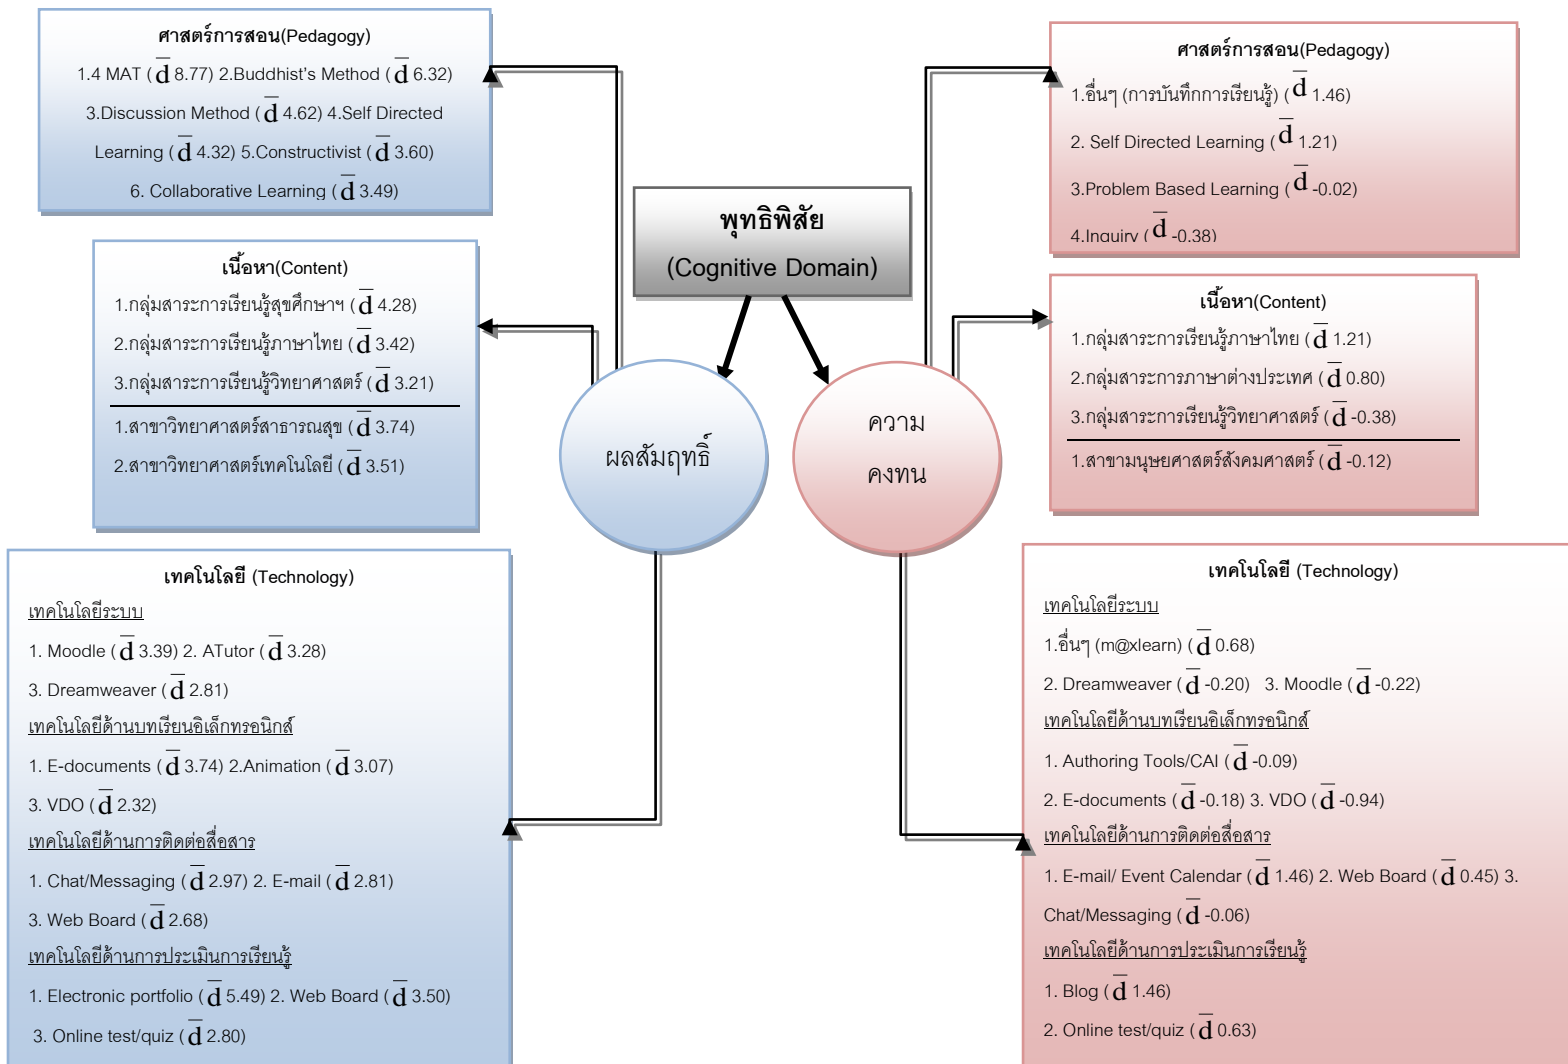 ศาสตร์การสอน(Pedagogy)
1.4 MAT ( d̅ 8.77) 2.Buddhist's Method ( d̅ 6.32)
3.Discussion Method ( d̅ 4.62) 4.Self Directed
Learning ( d̅ 4.32) 5.Constructivist ( d̅ 3.60)
6. Collaborative Learning ( d̅ 3.49)
เนื้อหา(Content)
1.กลุ่มสาระการเรียนรู้สุขศึกษาฯ ( d̅ 4.28)
2.กลุ่มสาระการเรียนรู้ภาษาไทย ( d̅ 3.42)
3.กลุ่มสาระการเรียนรู้วิทยาศาสตร์ ( d̅ 3.21)
1.สาขาวิทยาศาสตร์สาธารณสุข ( d̅ 3.74)
2.สาขาวิทยาศาสตร์เทคโนโลยี ( d̅ 3.51)
เทคโนโลยี (Technology)
เทคโนโลยีระบบ
1. Moodle ( d̅ 3.39) 2. ATutor ( d̅ 3.28)
3. Dreamweaver ( d̅ 2.81)
เทคโนโลยีด้านบทเรียนอิเล็กทรอนิกส์
1. E-documents ( d̅ 3.74) 2.Animation ( d̅ 3.07)
3. VDO ( d̅ 2.32)
เทคโนโลยีด้านการติดต่อสื่อสาร
1. Chat/Messaging ( d̅ 2.97) 2. E-mail ( d̅ 2.81)
3. Web Board ( d̅ 2.68)
เทคโนโลยีด้านการประเมินการเรียนรู้
1. Electronic portfolio ( d̅ 5.49) 2. Web Board ( d̅ 3.50)
3. Online test/quiz ( d̅ 2.80)
พุทธิพิสัย
(Cognitive Domain)
ผลสัมฤทธิ์
ความ
คงทน
ศาสตร์การสอน(Pedagogy)
1.อื่นๆ (การบันทึกการเรียนรู้) ( d̅ 1.46)
2. Self Directed Learning ( d̅ 1.21)
3.Problem Based Learning ( d̅ -0.02)
4.Inquiry ( d̅ -0.38)
เนื้อหา(Content)
1.กลุ่มสาระการเรียนรู้ภาษาไทย ( d̅ 1.21)
2.กลุ่มสาระการภาษาต่างประเทศ ( d̅ 0.80)
3.กลุ่มสาระการเรียนรู้วิทยาศาสตร์ ( d̅ -0.38)
1.สาขามนุษยศาสตร์สังคมศาสตร์ ( d̅ -0.12)
เทคโนโลยี (Technology)
เทคโนโลยีระบบ
1.อื่นๆ (m@xlearn) ( d̅ 0.68)
2. Dreamweaver ( d̅ -0.20) 3. Moodle ( d̅ -0.22)
เทคโนโลยีด้านบทเรียนอิเล็กทรอนิกส์
1. Authoring Tools/CAI ( d̅ -0.09)
2. E-documents ( d̅ -0.18) 3. VDO ( d̅ -0.94)
เทคโนโลยีด้านการติดต่อสื่อสาร
1. E-mail/ Event Calendar ( d̅ 1.46) 2. Web Board ( d̅ 0.45) 3.
Chat/Messaging ( d̅ -0.06)
เทคโนโลยีด้านการประเมินการเรียนรู้
1. Blog ( d̅ 1.46)
2. Online test/quiz ( d̅ 0.63)